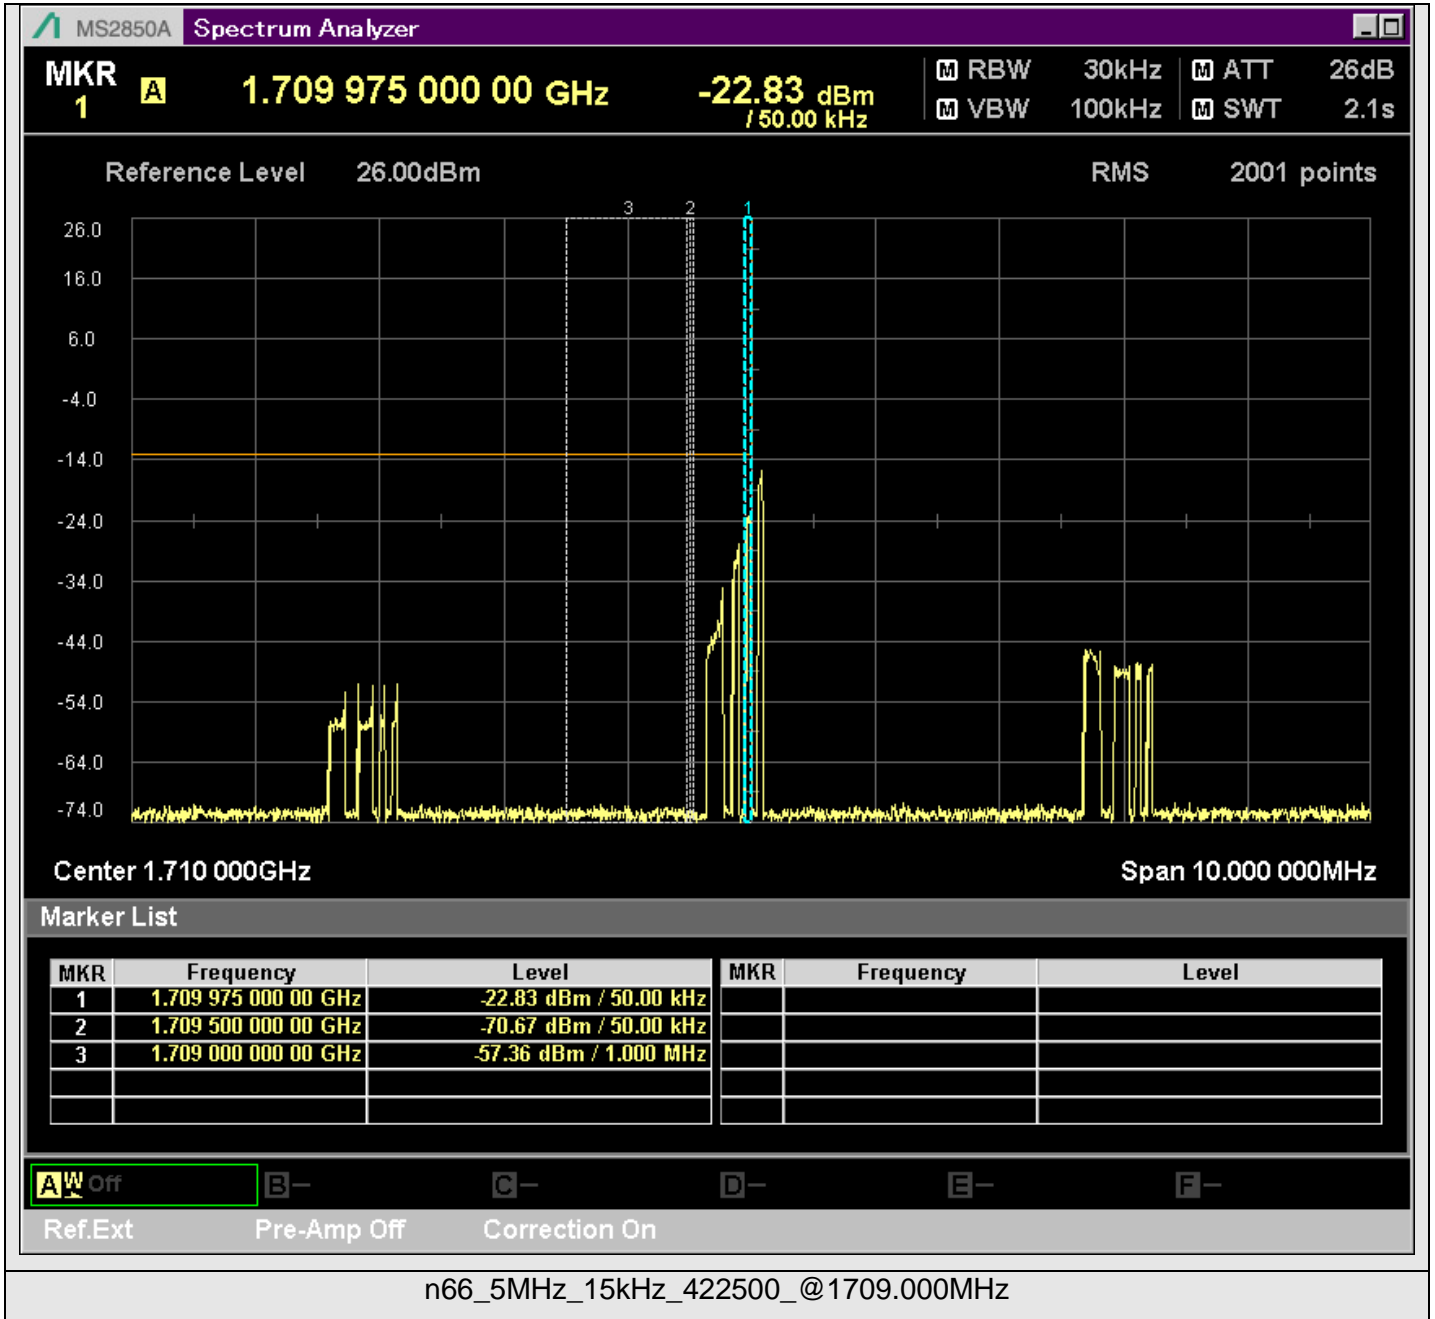 MS2850A Spectrum Analyzer
MKR 1 A 1.709 975 000 00 GHz -22.83 dBm / 50.00 kHz
M RBW 30kHz M ATT 26dB
M VBW 100kHz M SWT 2.1s
Reference Level 26.00dBm RMS 2001 points
3 2 1
26.0
16.0
6.0
-4.0
-14.0
-24.0
-34.0
-44.0
-54.0
-64.0
-74.0
Center 1.710 000GHz Span 10.000 000MHz
Marker List
MKR Frequency Level MKR Frequency Level
1 1.709 975 000 00 GHz -22.83 dBm / 50.00 kHz
2 1.709 500 000 00 GHz -70.67 dBm / 50.00 kHz
3 1.709 000 000 00 GHz -57.36 dBm / 1.000 MHz
A W Off B – C – D – E – F –
Ref.Ext Pre-Amp Off Correction On
n66_5MHz_15kHz_422500_@1709.000MHz